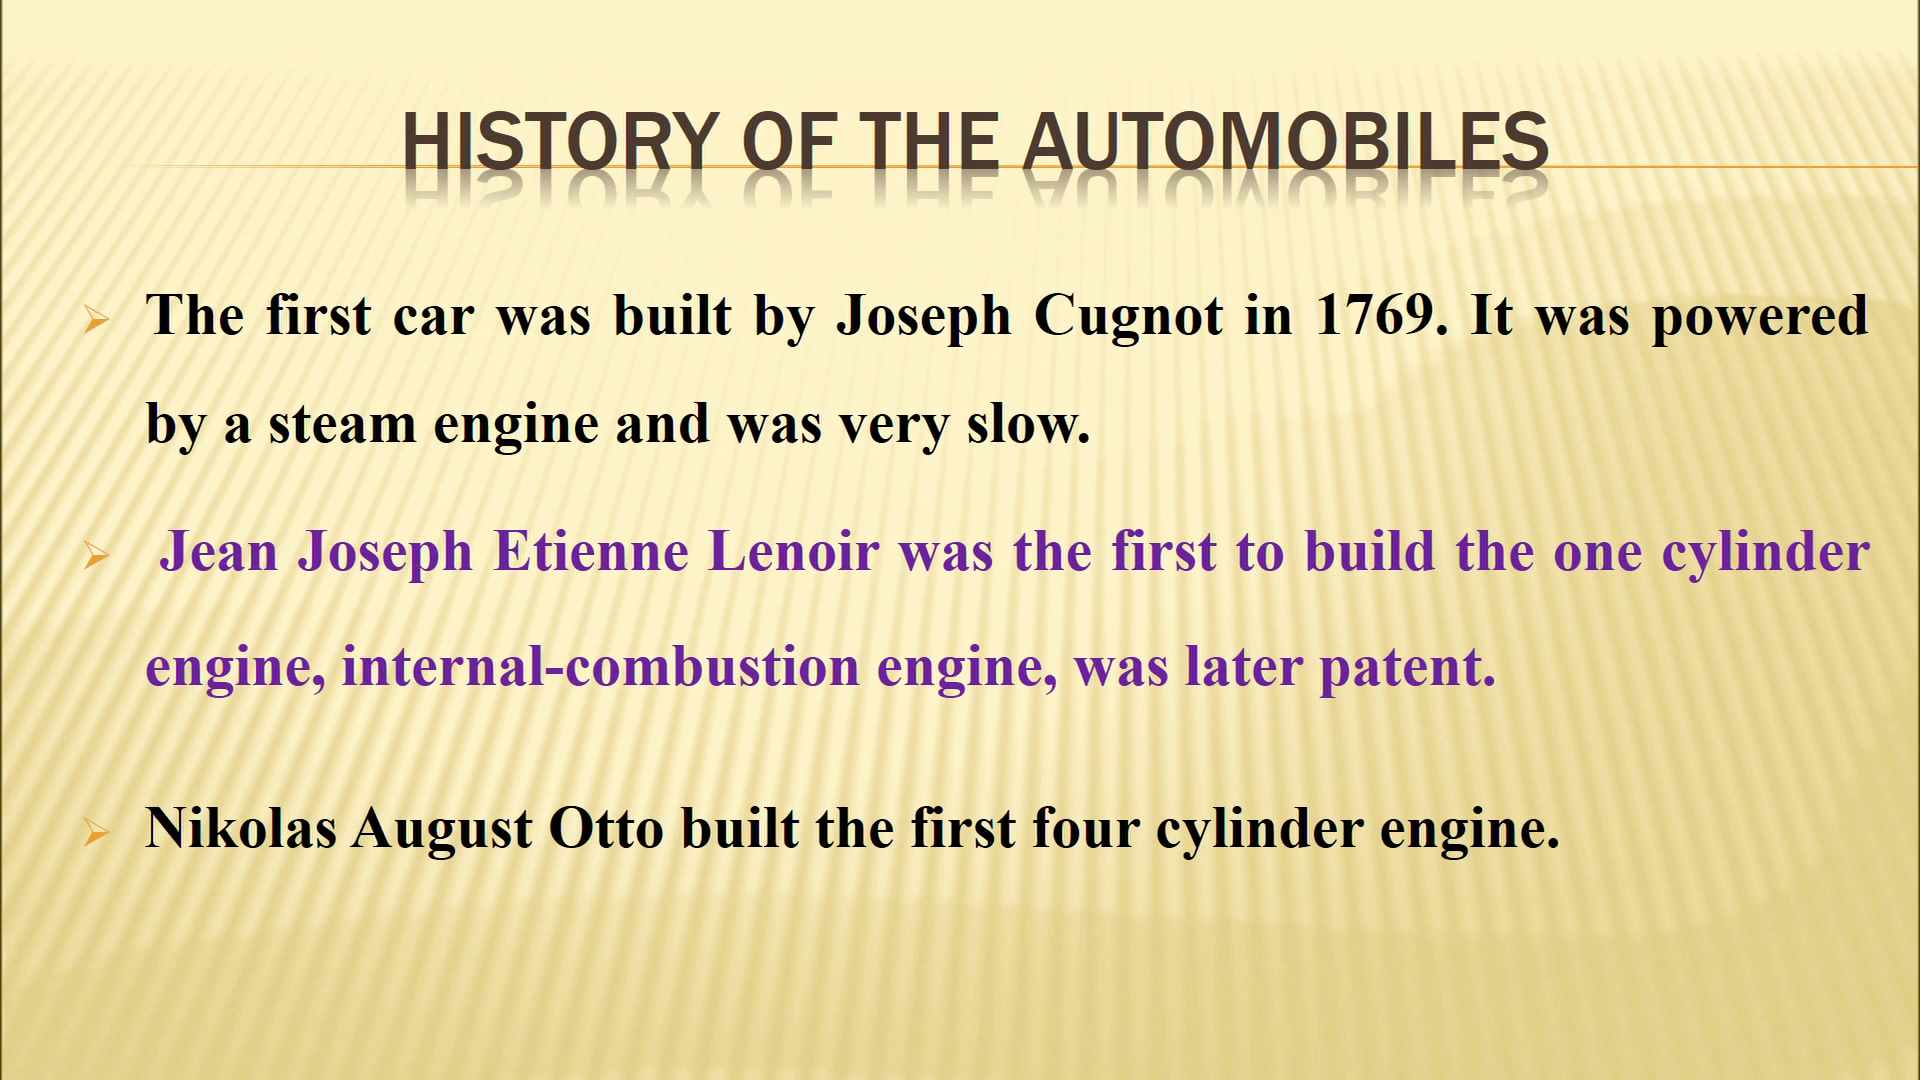 HISTORY OF THE AUTOMOBILES
The first car was built by Joseph Cugnot in 1769. It was powered
by a steam engine and was very slow.
Jean Joseph Etienne Lenoir was the first to build the one cylinder
engine, internal-combustion engine, was later patent.
Nikolas August Otto built the first four cylinder engine.